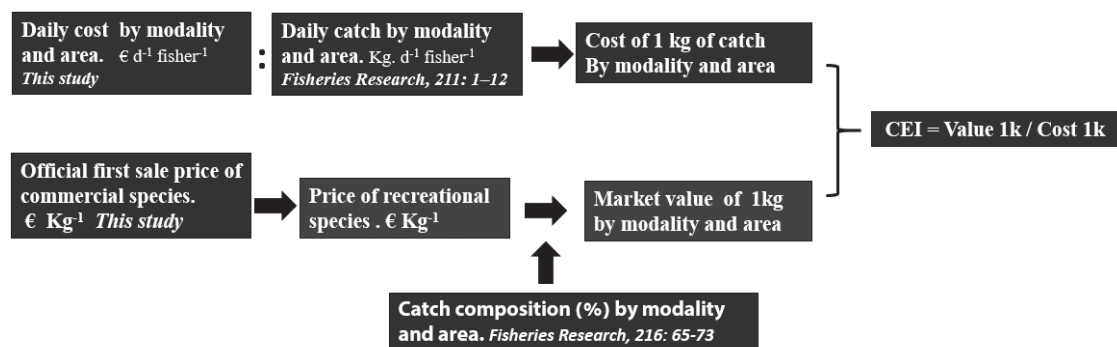 Daily cost by modality
and area. € d⁻¹ fisher⁻¹
This study
:
Daily catch by modality
and area. Kg. d⁻¹ fisher⁻¹
Fisheries Research, 211: 1–12
Cost of 1 kg of catch
By modality and area
CEI = Value 1k / Cost 1k
Official first sale price of
commercial species.
€ Kg⁻¹ This study
Price of recreational
species . € Kg⁻¹
Market value of 1kg
by modality and area
Catch composition (%) by modality
and area. Fisheries Research, 216: 65-73